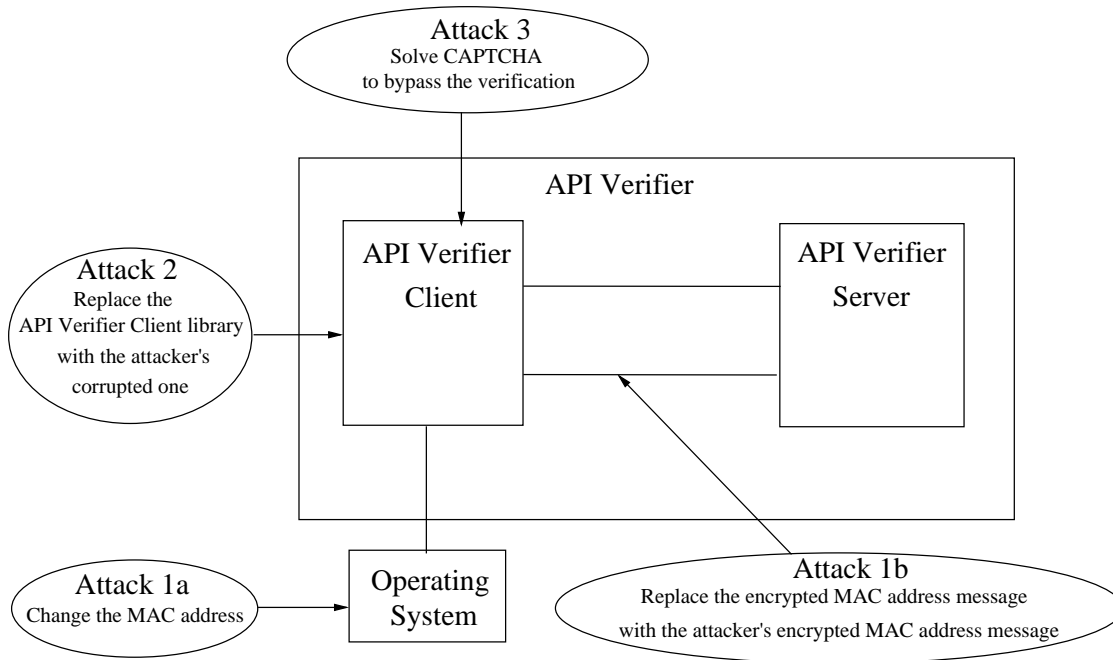 Attack 3
Solve CAPTCHA
to bypass the verification
API Verifier
API Verifier
Client
API Verifier
Server
Attack 2
Replace the
API Verifier Client library
with the attacker's
corrupted one
Attack 1a
Change the MAC address
Operating
System
Attack 1b
Replace the encrypted MAC address message
with the attacker's encrypted MAC address message